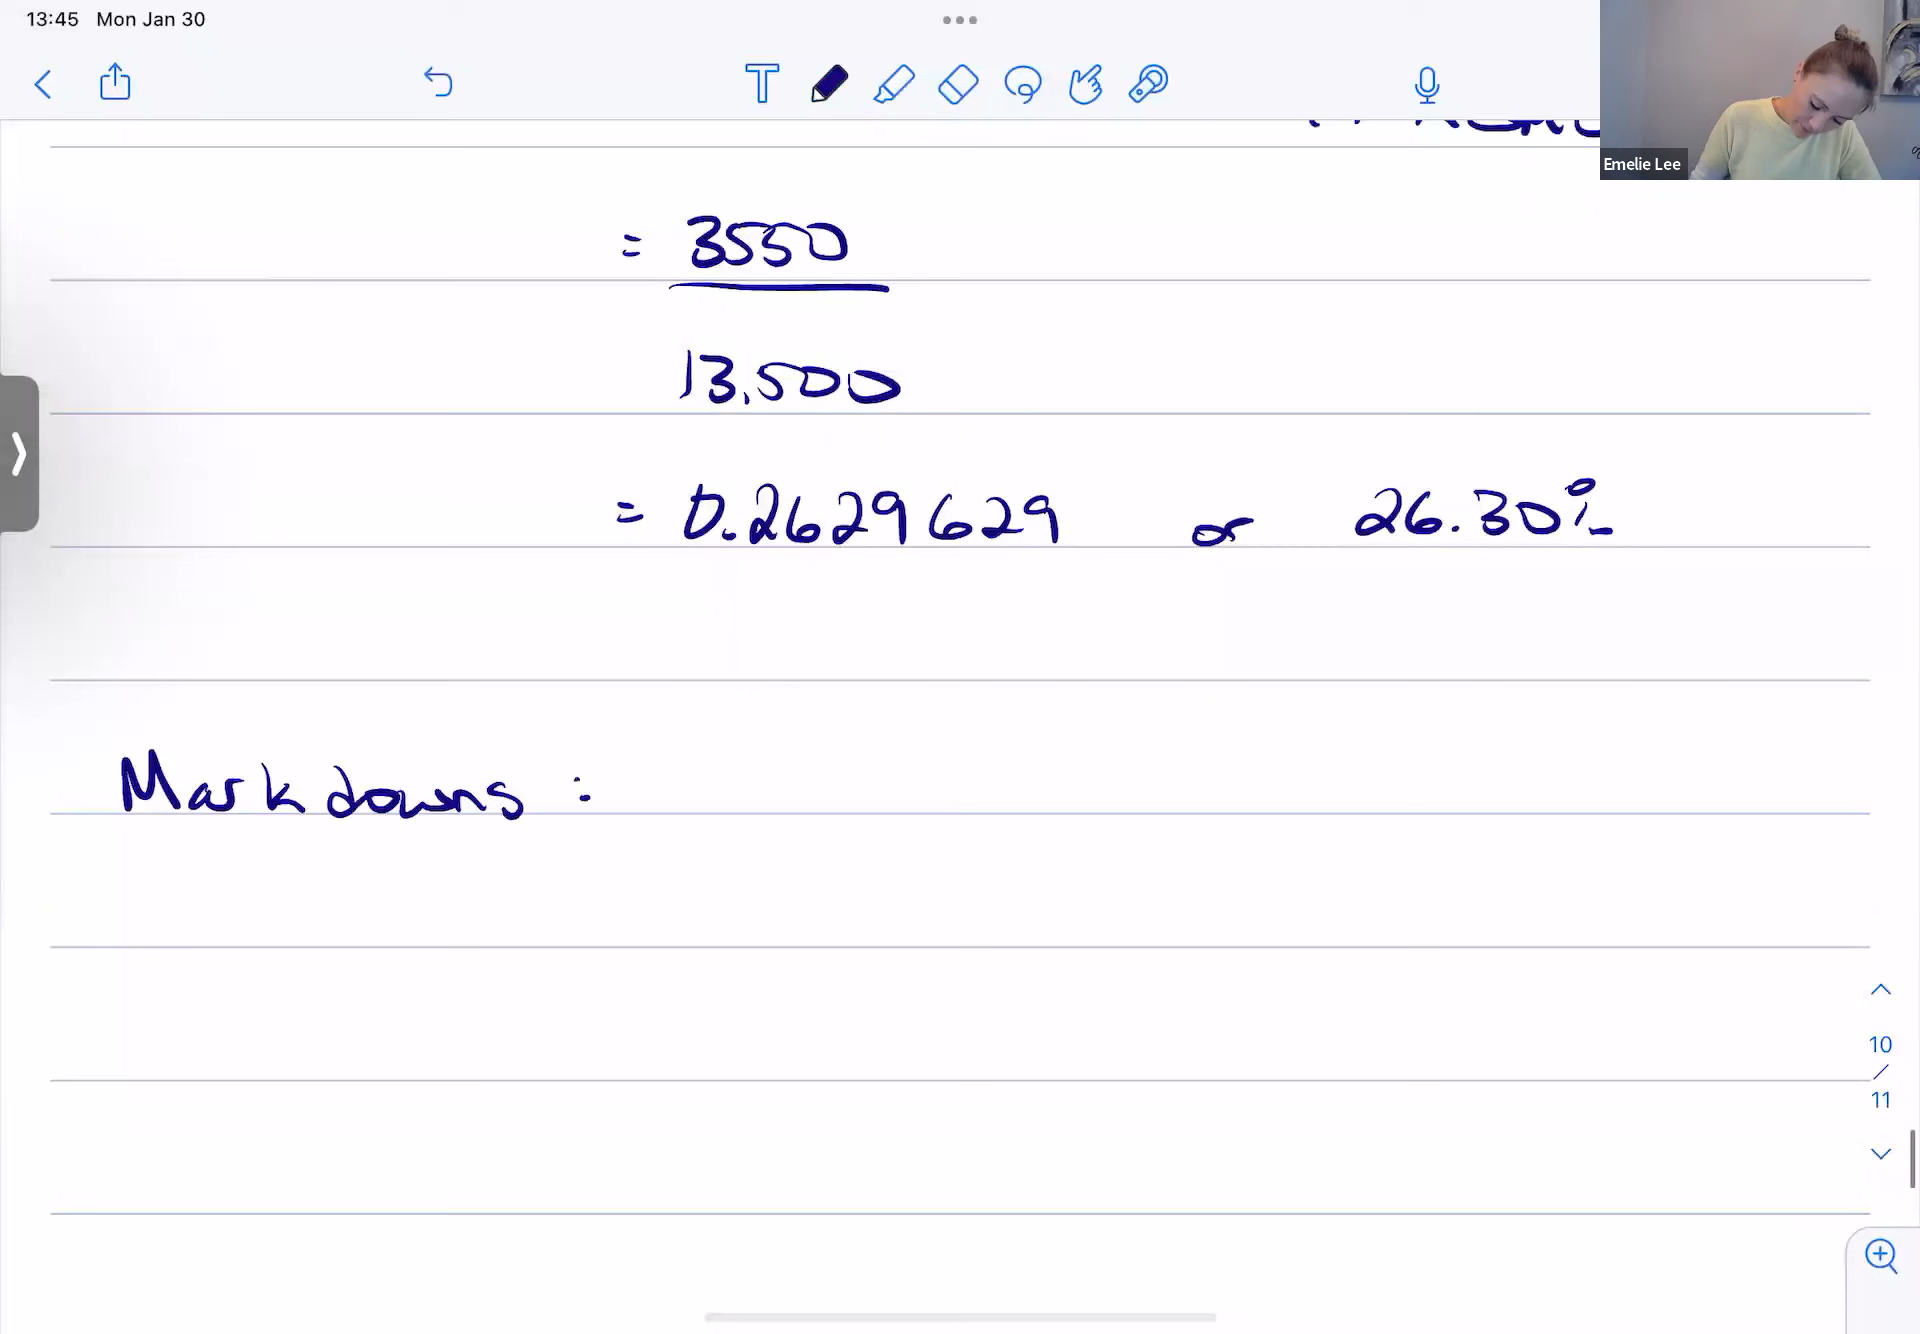 13:45 Mon Jan 30
Emelie Lee
= 3550
13,500
= 0.2629629 or 26.30%
Markdowns :
10
/
11